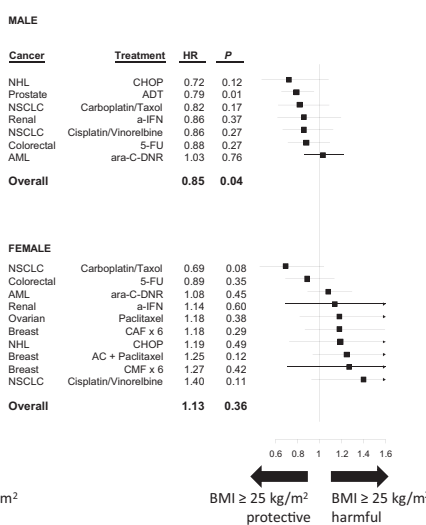 MALE
Cancer Treatment HR P
NHL CHOP 0.72 0.12
Prostate ADT 0.79 0.01
NSCLC Carboplatin/Taxol 0.82 0.17
Renal a-IFN 0.86 0.37
NSCLC Cisplatin/Vinorelbine 0.86 0.27
Colorectal 5-FU 0.88 0.27
AML ara-C-DNR 1.03 0.76
Overall 0.85 0.04
FEMALE
NSCLC Carboplatin/Taxol 0.69 0.08
Colorectal 5-FU 0.89 0.35
AML ara-C-DNR 1.08 0.45
Renal a-IFN 1.14 0.60
Ovarian Paclitaxel 1.18 0.38
Breast CAF x 6 1.18 0.29
NHL CHOP 1.19 0.49
Breast AC + Paclitaxel 1.25 0.12
Breast CMF x 6 1.27 0.42
NSCLC Cisplatin/Vinorelbine 1.40 0.11
Overall 1.13 0.36
0.6 0.8 1 1.2 1.4 1.6
m² BMI ≥ 25 kg/m² BMI ≥ 25 kg/m²
protective harmful